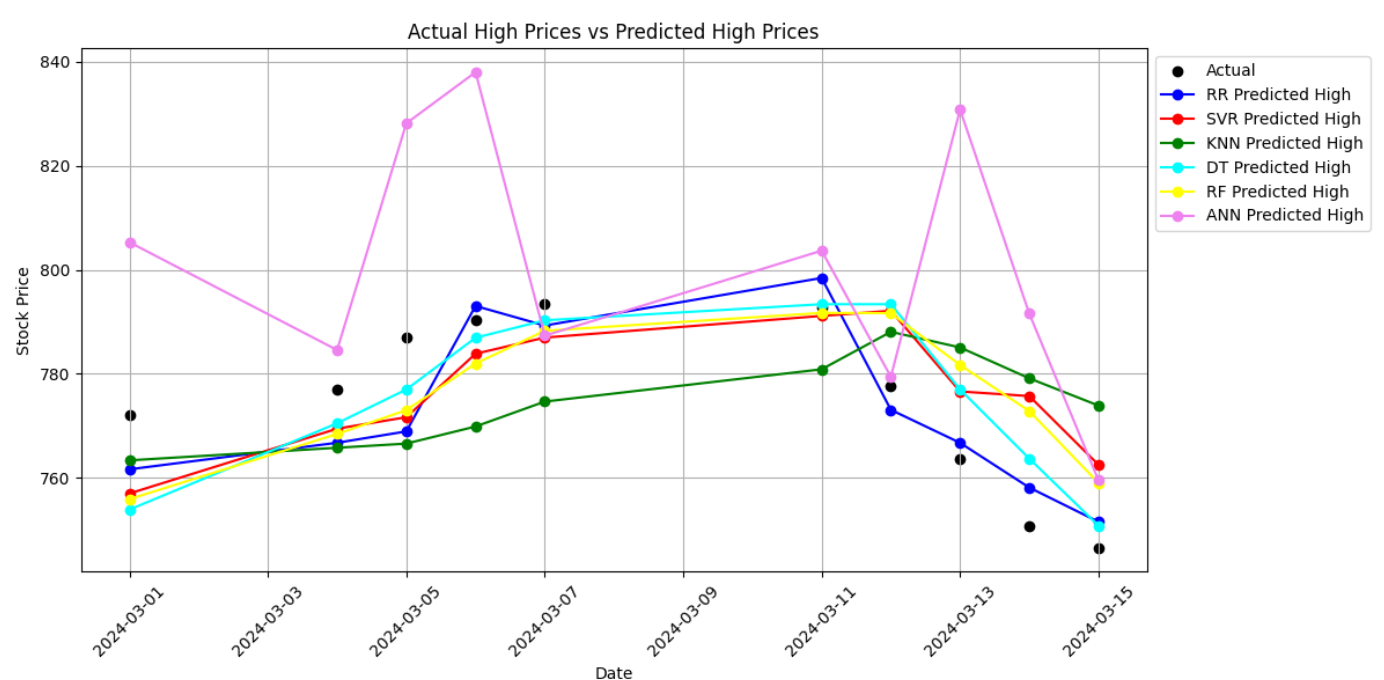 Actual High Prices vs Predicted High Prices
840
820
800
780
760
Stock Price
2024-03-01
2024-03-03
2024-03-05
2024-03-07
2024-03-09
2024-03-11
2024-03-13
2024-03-15
Date
Actual
RR Predicted High
SVR Predicted High
KNN Predicted High
DT Predicted High
RF Predicted High
ANN Predicted High